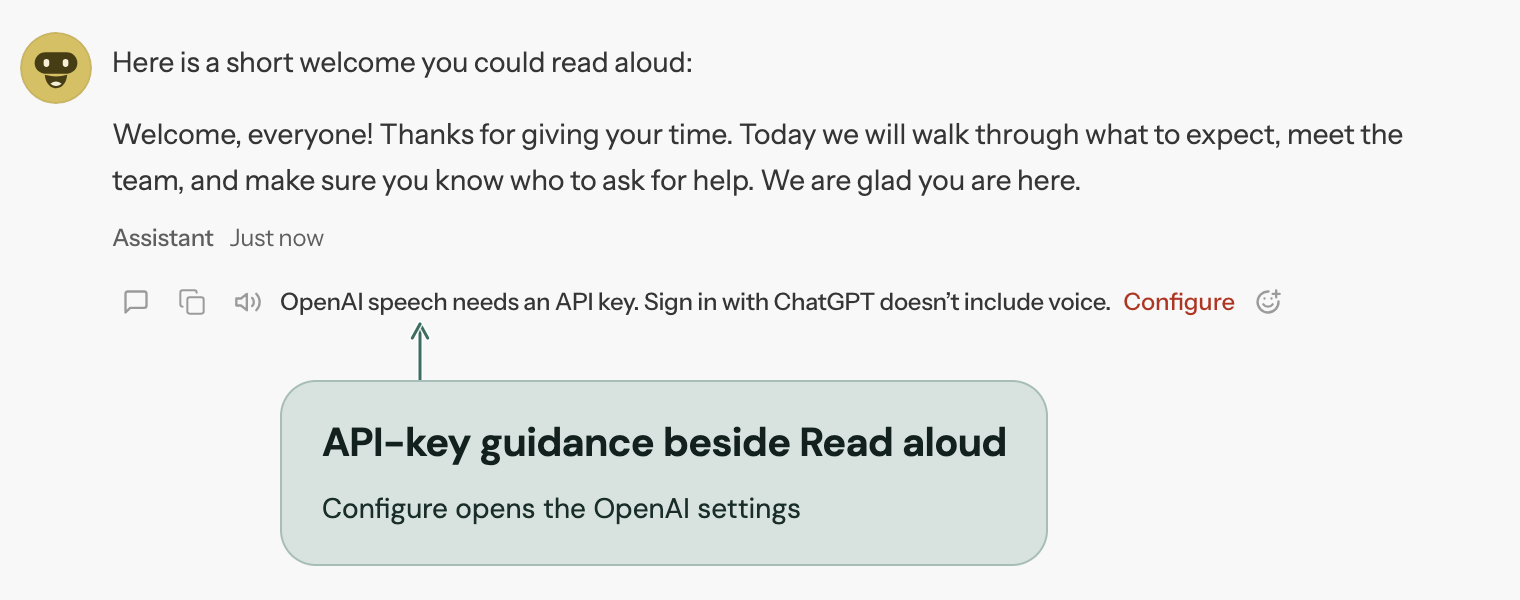 Here is a short welcome you could read aloud:
Welcome, everyone! Thanks for giving your time. Today we will walk through what to expect, meet the
team, and make sure you know who to ask for help. We are glad you are here.
Assistant Just now
OpenAI speech needs an API key. Sign in with ChatGPT doesn’t include voice. Configure
API-key guidance beside Read aloud
Configure opens the OpenAI settings